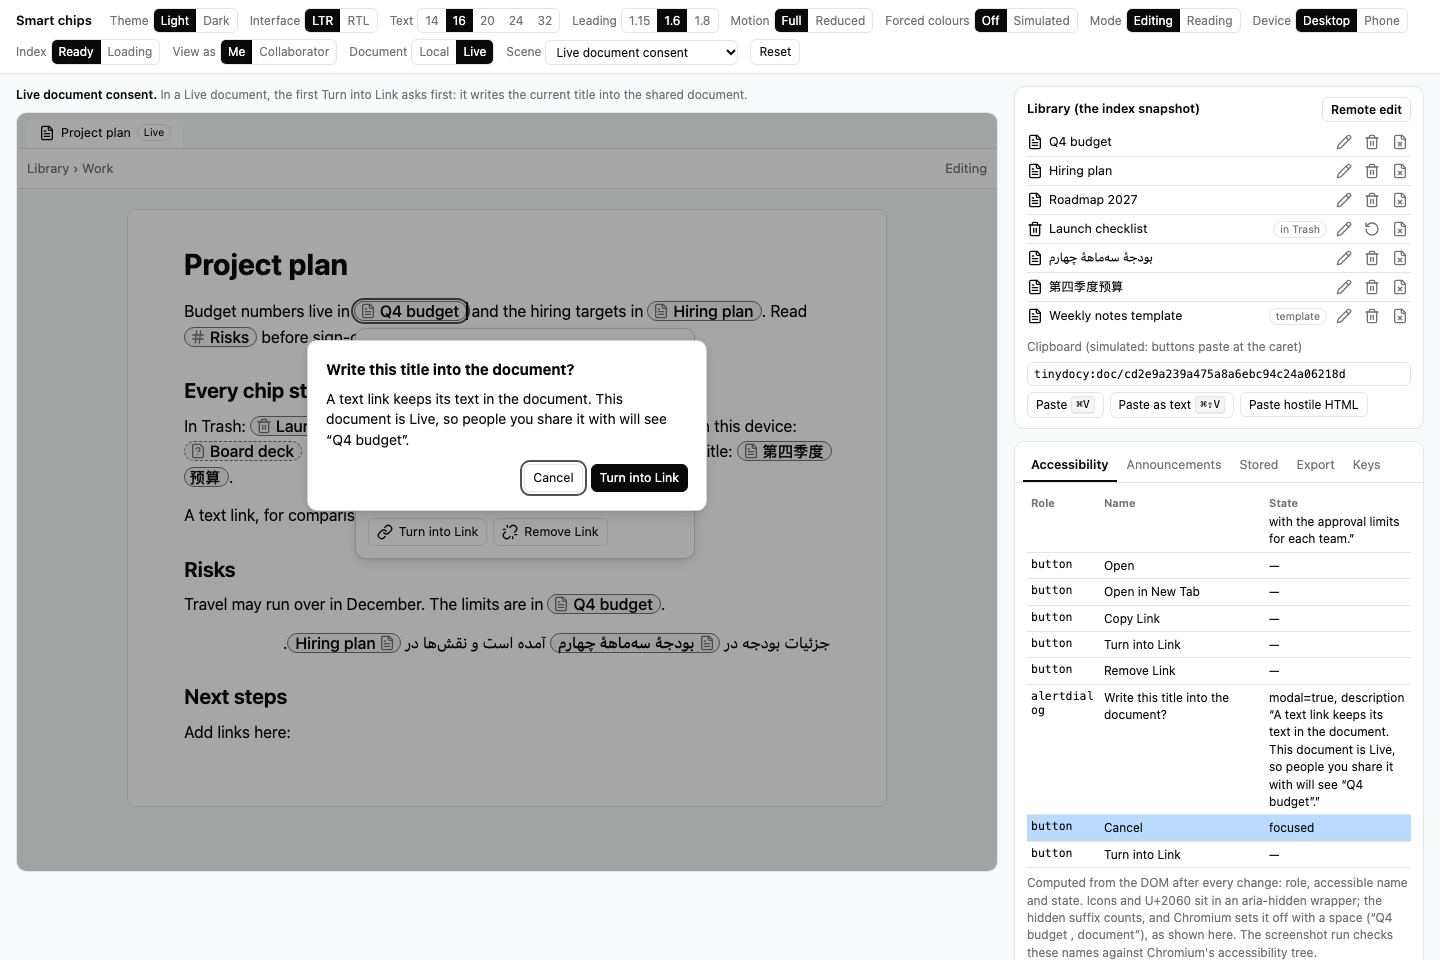 Smart chips Theme Light Dark Interface LTR RTL Text 14 16 20 24 32 Leading 1.15 1.6 1.8 Motion Full Reduced Forced colours Off Simulated Mode Editing Reading Device Desktop Phone
Index Ready Loading View as Me Collaborator Document Local Live Scene Live document consent Reset
Live document consent. In a Live document, the first Turn into Link asks first: it writes the current title into the shared document.
Project plan Live
Library › Work Editing
Project plan
Budget numbers live in Q4 budget and the hiring targets in Hiring plan. Read
# Risks before sign-
Every chip st
In Trash: Laun this device:
Board deck itle: 第四季度
预算.
A text link, for comparis
Write this title into the document?
A text link keeps its text in the document. This
document is Live, so people you share it with will see
“Q4 budget”.
Cancel Turn into Link
Turn into Link Remove Link
Risks
Travel may run over in December. The limits are in Q4 budget.
جزئیات بودجه در بودجهٔ سه‌ماههٔ چهارم آمده است و نقش‌ها در Hiring plan.
Next steps
Add links here:
Library (the index snapshot) Remote edit
Q4 budget
Hiring plan
Roadmap 2027
Launch checklist in Trash
بودجهٔ سه‌ماههٔ چهارم
第四季度预算
Weekly notes template template
Clipboard (simulated: buttons paste at the caret)
tinydocy:doc/cd2e9a239a475a8a6ebc94c24a06218d
Paste ⌘V Paste as text ⌘⇧V Paste hostile HTML
Accessibility Announcements Stored Export Keys
Role Name State
with the approval limits
for each team.”
button Open —
button Open in New Tab —
button Copy Link —
button Turn into Link —
button Remove Link —
alertdial Write this title into the modal=true, description
og document? “A text link keeps its
text in the document.
This document is Live,
so people you share it
with will see “Q4
budget”.”
button Cancel focused
button Turn into Link —
Computed from the DOM after every change: role, accessible name
and state. Icons and U+2060 sit in an aria-hidden wrapper; the
hidden suffix counts, and Chromium sets it off with a space (“Q4
budget , document”), as shown here. The screenshot run checks
these names against Chromium's accessibility tree.